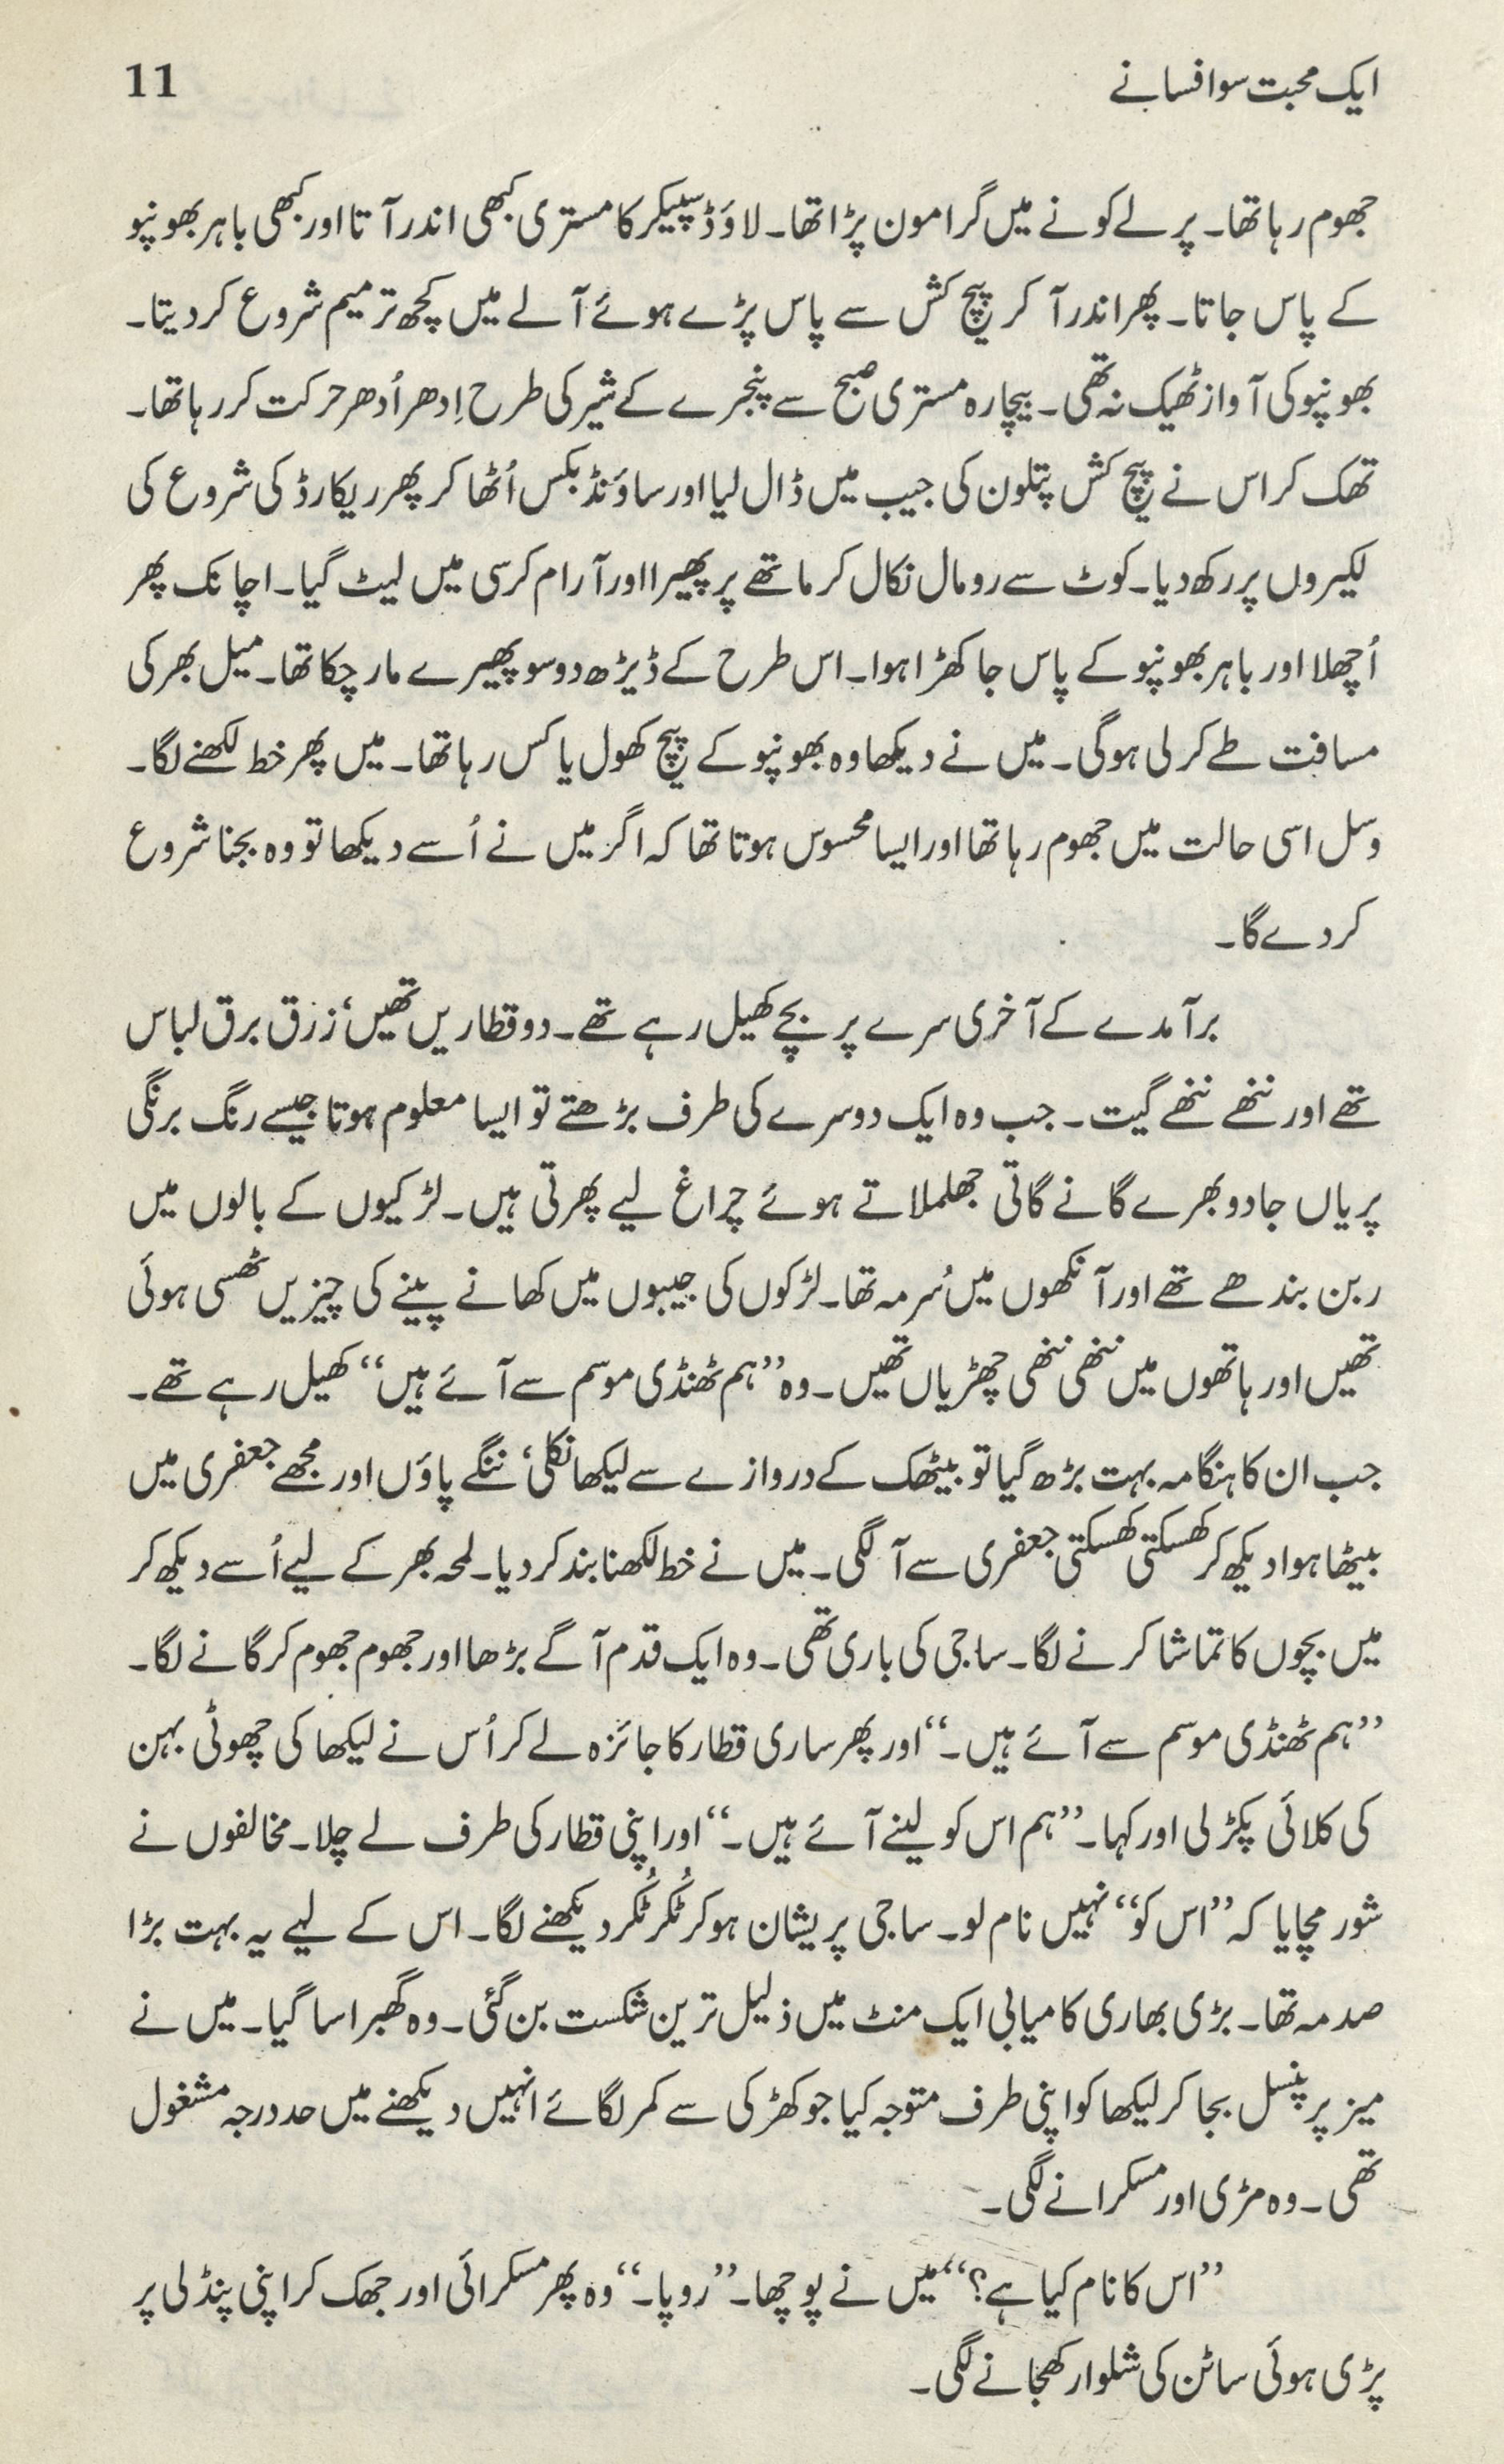 ایک محبت سو افسانے
11
جھوم رہا تھا۔ پرلے کونے میں گراموَن پڑا تھا۔ لاؤڈ سپیکر کا مستری کبھی اندر آتا اور کبھی باہر بھونپو
کے پاس جاتا۔ پھر اندر آ کر پیچ کش سے پاس پڑے ہوئے آلے میں کچھ ترمیم شروع کر دیتا۔
بھونپو کی آواز ٹھیک نہ تھی۔ بیچارہ مستری صبح سے پنجرے کے شیر کی طرح اِدھر اُدھر حرکت کر رہا تھا۔
تھک کر اس نے پیچ کش پتلون کی جیب میں ڈال لیا اور ساؤنڈ بکس اُٹھا کر پھر ریکارڈ کی شروع کی
لکیروں پر رکھ دیا۔ کوٹ سے رومال نکال کر ماتھے پر پھیرا اور آرام کرسی میں لیٹ گیا۔ اچانک پھر
اُچھلا اور باہر بھونپو کے پاس جا کھڑا ہوا۔ اس طرح کے ڈیڑھ دو سو پھیرے مار چکا تھا۔ میل بھر کی
مسافت طے کر لی ہو گی۔ میں نے دیکھا وہ بھونپو کے پیچ کھول یا کس رہا تھا۔ میں پھر خط لکھنے لگا۔
وسل اسی حالت میں جھوم رہا تھا اور ایسا محسوس ہوتا تھا کہ اگر میں نے اُسے دیکھا تو وہ بجنا شروع
کر دے گا۔
برآمدے کے آخری سرے پر بچے کھیل رہے تھے۔ دو قطاریں تھیں، زرق برق لباس
تھے اور ننھے ننھے گیت۔ جب وہ ایک دوسرے کی طرف بڑھتے تو ایسا معلوم ہوتا جیسے رنگ برنگی
پریاں جادو بھرے گانے گاتی جھلملاتے ہوئے چراغ لیے پھرتی ہیں۔ لڑکیوں کے بالوں میں
ربن بندھے تھے اور آنکھوں میں سُرمہ تھا۔ لڑکوں کی جیبوں میں کھانے پینے کی چیزیں ٹھسی ہوئی
تھیں اور ہاتھوں میں ننھی ننھی چھڑیاں تھیں۔ وہ ”ہم ٹھنڈی موسم سے آئے ہیں“ کھیل رہے تھے۔
جب ان کا ہنگامہ بہت بڑھ گیا تو بیٹھک کے دروازے سے لیکھا نکلی، ننگے پاؤں اور مجھے جعفری میں
بیٹھا ہوا دیکھ کر کھسکتی کھسکتی جعفری سے آ لگی۔ میں نے خط لکھنا بند کر دیا۔ لمحہ بھر کے لیے اُسے دیکھ کر
میں بچوں کا تماشا کرنے لگا۔ ساجی کی باری تھی۔ وہ ایک قدم آگے بڑھا اور جھوم جھوم کر گانے لگا۔
”ہم ٹھنڈی موسم سے آئے ہیں۔“ اور پھر ساری قطار کا جائزہ لے کر اُس نے لیکھا کی چھوٹی بہن
کی کلائی پکڑ لی اور کہا۔ ”ہم اس کو لینے آئے ہیں۔“ اور اپنی قطار کی طرف لے چلا۔ مخالفوں نے
شور مچایا کہ ”اس کو“ نہیں نام لو۔ ساجی پریشان ہو کر ٹُکر ٹُکر دیکھنے لگا۔ اس کے لیے یہ بہت بڑا
صدمہ تھا۔ بڑی بھاری کامیابی ایک منٹ میں ذلیل ترین شکست بن گئی۔ وہ گھبرا سا گیا۔ میں نے
میز پر پنسل بجا کر لیکھا کو اپنی طرف متوجہ کیا جو کھڑکی سے کمر لگائے انہیں دیکھنے میں حد درجہ مشغول
تھی۔ وہ مڑی اور مسکرانے لگی۔
”اس کا نام کیا ہے؟“ میں نے پوچھا۔ ”روپا۔“ وہ پھر مسکرائی اور جھک کر اپنی پنڈلی پر
پڑی ہوئی ساٹن کی شلوار کھجانے لگی۔